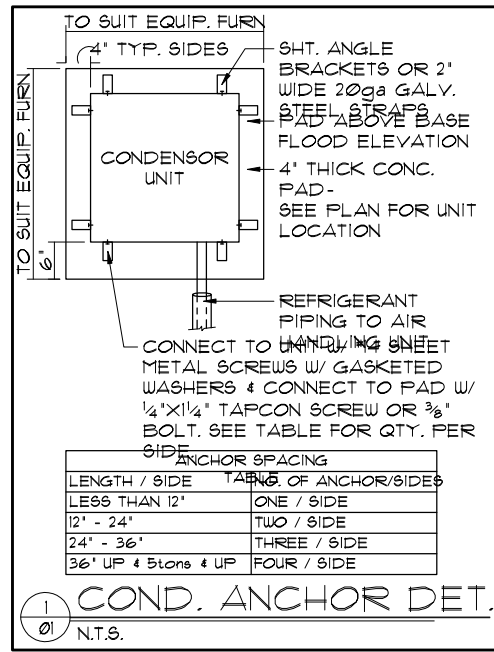 TO SUIT EQUIP. FURN
4" TYP. SIDES
SHT. ANGLE
BRACKETS OR 2"
WIDE 20ga GALV.
STEEL STRAPS
PAD ABOVE BASE
FLOOD ELEVATION
TO SUIT EQUIP. FURN
CONDENSOR
UNIT
4" THICK CONC.
PAD-
SEE PLAN FOR UNIT
LOCATION
6"
REFRIGERANT
PIPING TO AIR
HANDLING UNIT
CONNECT TO UNIT W/ #14 SHEET
METAL SCREWS W/ GASKETED
WASHERS & CONNECT TO PAD W/
1/4"X1 1/4" TAPCON SCREW OR 3/8"
BOLT. SEE TABLE FOR QTY. PER
SIDE
ANCHOR SPACING
TABLE
LENGTH / SIDE NO. OF ANCHOR/SIDES
LESS THAN 12" ONE / SIDE
12" - 24" TWO / SIDE
24" - 36" THREE / SIDE
36" UP & 5tons & UP FOUR / SIDE
1
01
COND. ANCHOR DET.
N.T.S.